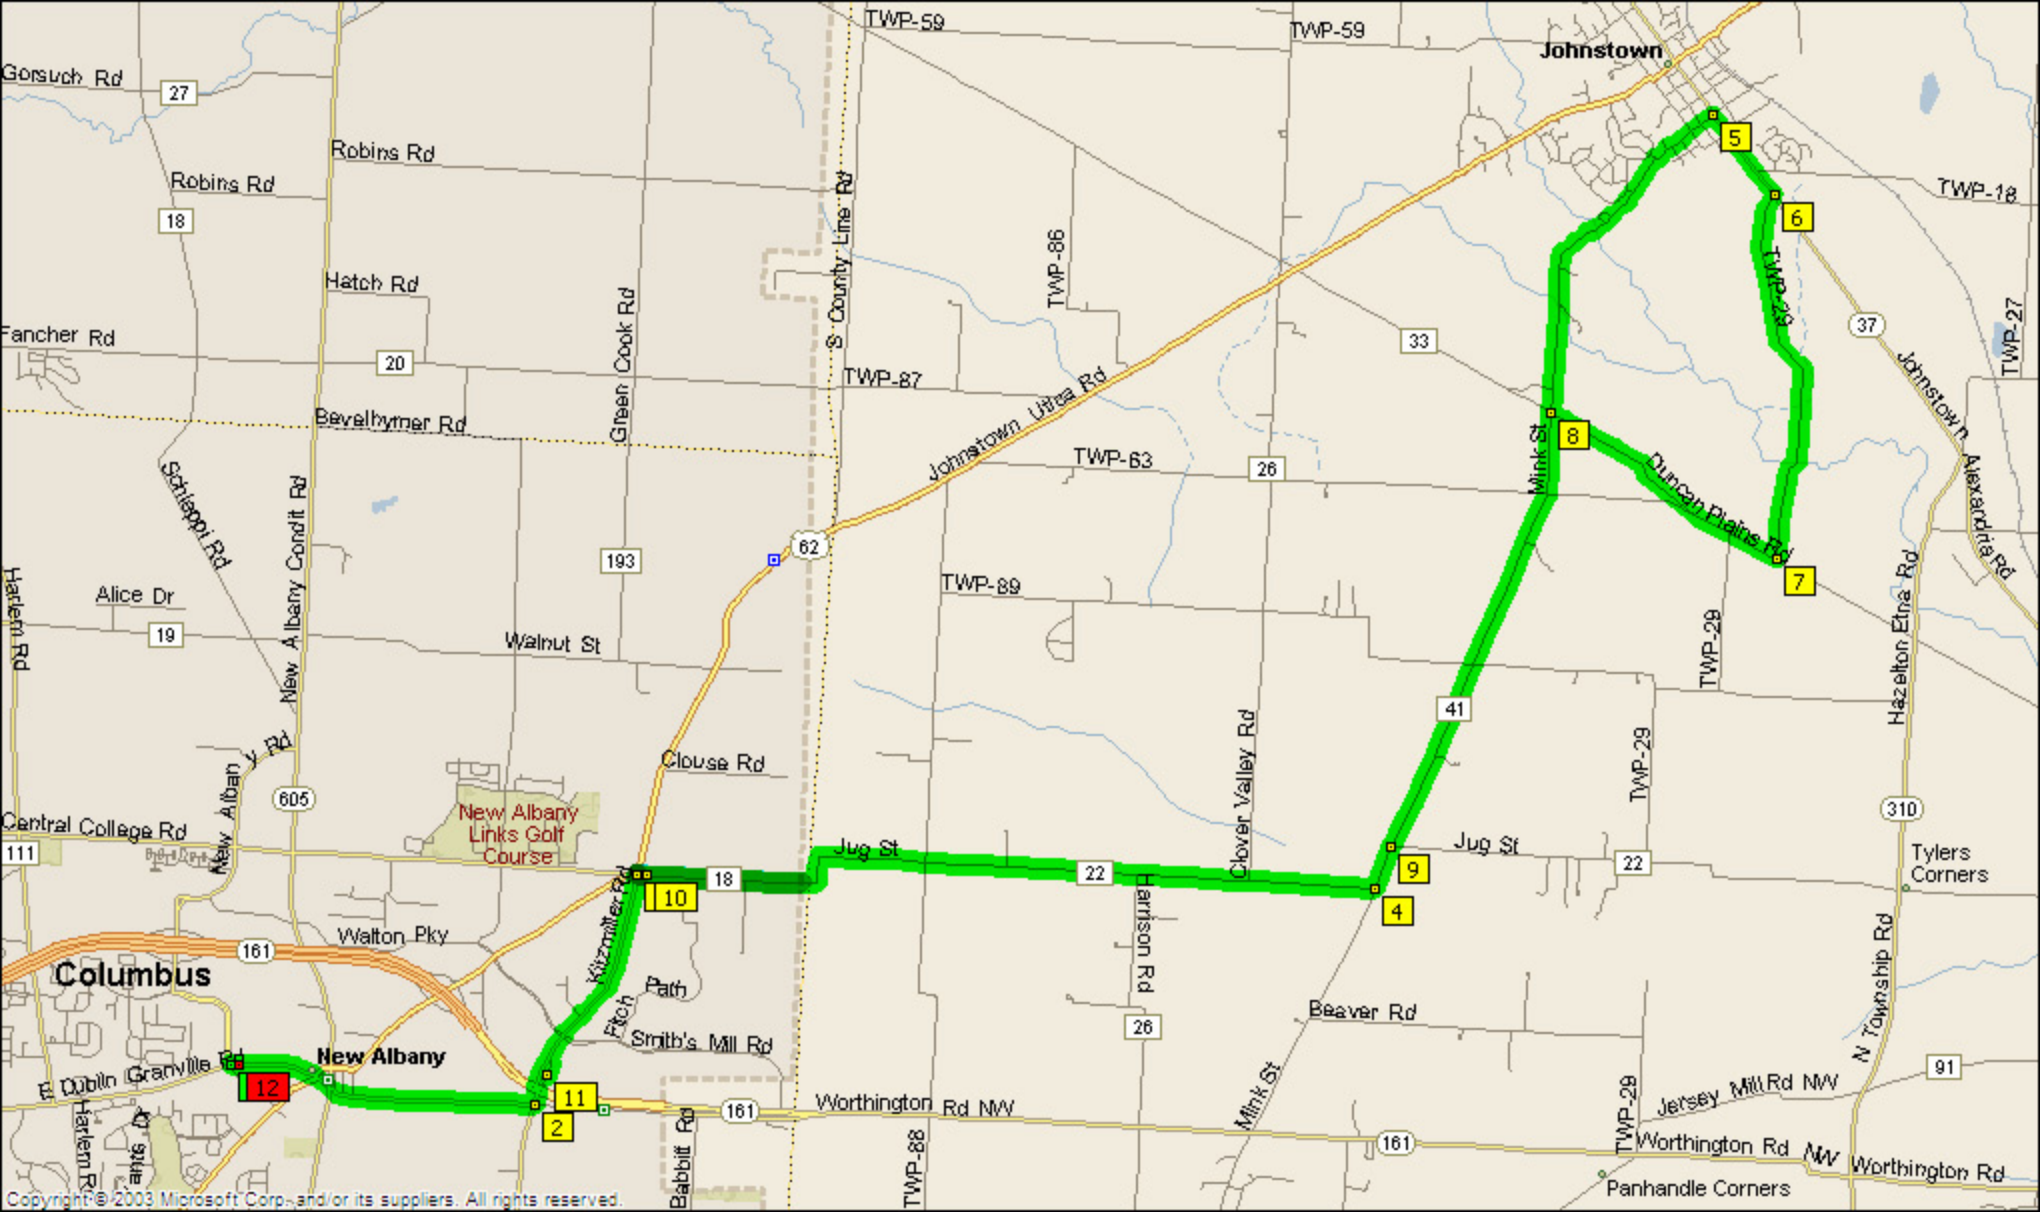 TWP-59
TWP-59
Johnstown
Gorsuch Rd
27
5
Robins Rd
Robins Rd
TWP-18
18
S County Line Rd
6
TWP-86
Hatch Rd
TWP-29
Green Cook Rd
37
Fancher Rd
20
33
TWP-27
TWP-87
Johnstown Utica Rd
Johnstown Alexandria Rd
Bevelhymer Rd
8
Mink St
TWP-63
26
Duncan Plains Rd
Schleppi Rd
New Albany Condit Rd
62
193
7
Harlem Rd
Alice Dr
TWP-89
19
Walnut St
TWP-29
Hazelton Etna Rd
41
New Albany Rd
Clouse Rd
Clover Valley Rd
TWP-29
605
310
New Albany
Links Golf
Course
Central College Rd
111
Jug St
Jug St
22
22
Tylers
Corners
18
9
10
4
Kitzmiller Rd
Harrison Rd
Walton Pky
161
Columbus
Fitch Path
N Township Rd
Beaver Rd
26
Smith's Mill Rd
New Albany
E Dublin Granville Rd
12
11
2
161
Worthington Rd NW
Mink St
91
Jersey Mill Rd NW
TWP-29
161
Worthington Rd NW
Worthington Rd
Harlem R
ants D
Babbitt Rd
TWP-88
Panhandle Corners
Copyright © 2003 Microsoft Corp. and/or its suppliers. All rights reserved.